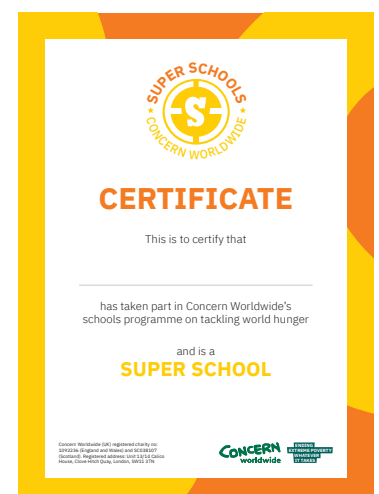 SUPER SCHOOLS
S
CONCERN WORLDWIDE
CERTIFICATE
This is to certify that
has taken part in Concern Worldwide's
schools programme on tackling world hunger
and is a
SUPER SCHOOL
Concern Worldwide (UK) registered charity no:
1092236 (England and Wales) and SC038107
(Scotland). Registered address: Unit 13/14 Calico
House, Clove Hitch Quay, London, SW11 3TN
CONCERN
worldwide
ENDING
EXTREME POVERTY
WHATEVER
IT TAKES